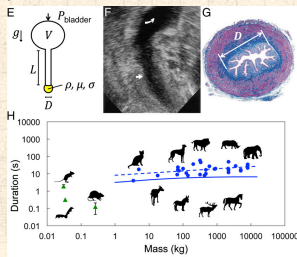 E
P bladder
g
V
L
ρ, μ, σ
D
F
G
D
H
Duration (s)
10000
1000
100
10
1
0.1
0.01
0.01
0.1
1
10
100
1000
10000
100000
Mass (kg)